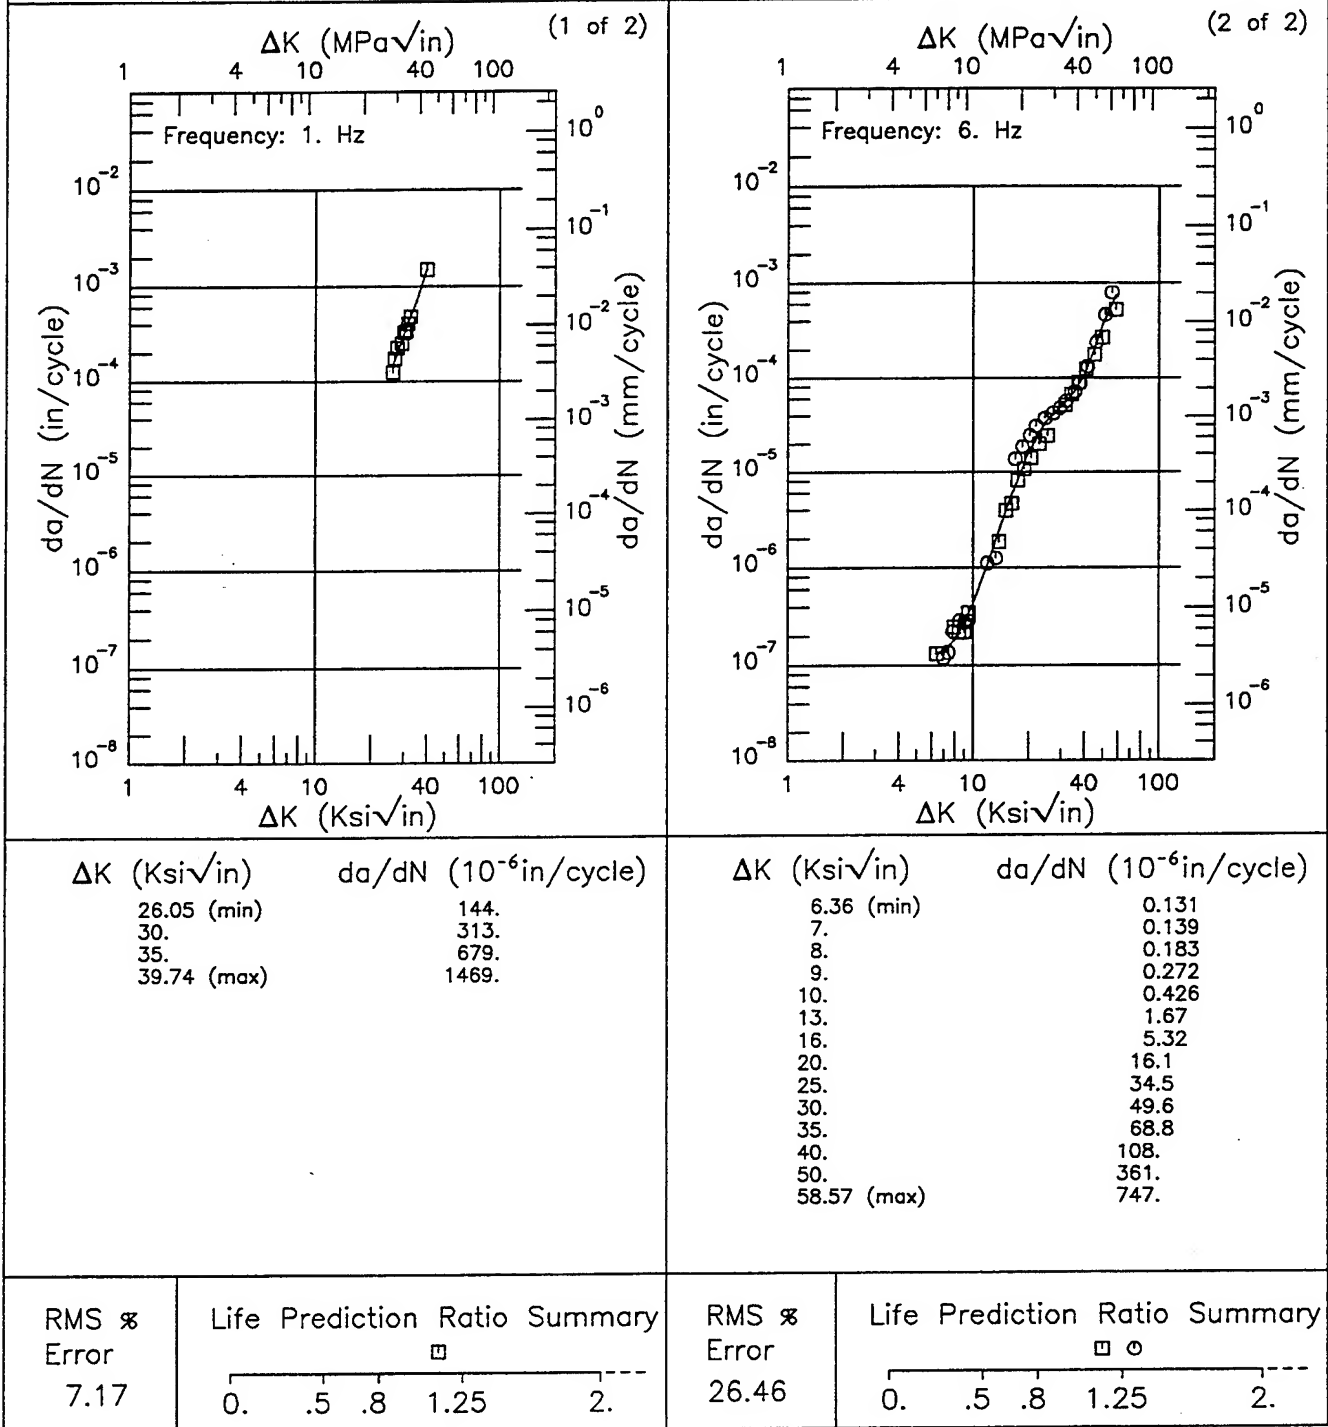 (1 of 2)
ΔK (MPa√in)
1 4 10 40 100
Frequency: 1. Hz
10⁰
10⁻¹
10⁻²
10⁻³
10⁻⁴
10⁻⁵
10⁻⁶
da/dN (mm/cycle)
10⁻²
10⁻³
10⁻⁴
10⁻⁵
10⁻⁶
10⁻⁷
10⁻⁸
da/dN (in/cycle)
1 4 10 40 100
ΔK (Ksi√in)
ΔK (Ksi√in) da/dN (10⁻⁶in/cycle)
26.05 (min) 144.
30. 313.
35. 679.
39.74 (max) 1469.
RMS %
Error
7.17
Life Prediction Ratio Summary
0. .5 .8 1.25 2.
(2 of 2)
ΔK (MPa√in)
1 4 10 40 100
Frequency: 6. Hz
10⁰
10⁻¹
10⁻²
10⁻³
10⁻⁴
10⁻⁵
10⁻⁶
da/dN (mm/cycle)
10⁻²
10⁻³
10⁻⁴
10⁻⁵
10⁻⁶
10⁻⁷
10⁻⁸
da/dN (in/cycle)
1 4 10 40 100
ΔK (Ksi√in)
ΔK (Ksi√in) da/dN (10⁻⁶in/cycle)
6.36 (min) 0.131
7. 0.139
8. 0.183
9. 0.272
10. 0.426
13. 1.67
16. 5.32
20. 16.1
25. 34.5
30. 49.6
35. 68.8
40. 108.
50. 361.
58.57 (max) 747.
RMS %
Error
26.46
Life Prediction Ratio Summary
0. .5 .8 1.25 2.